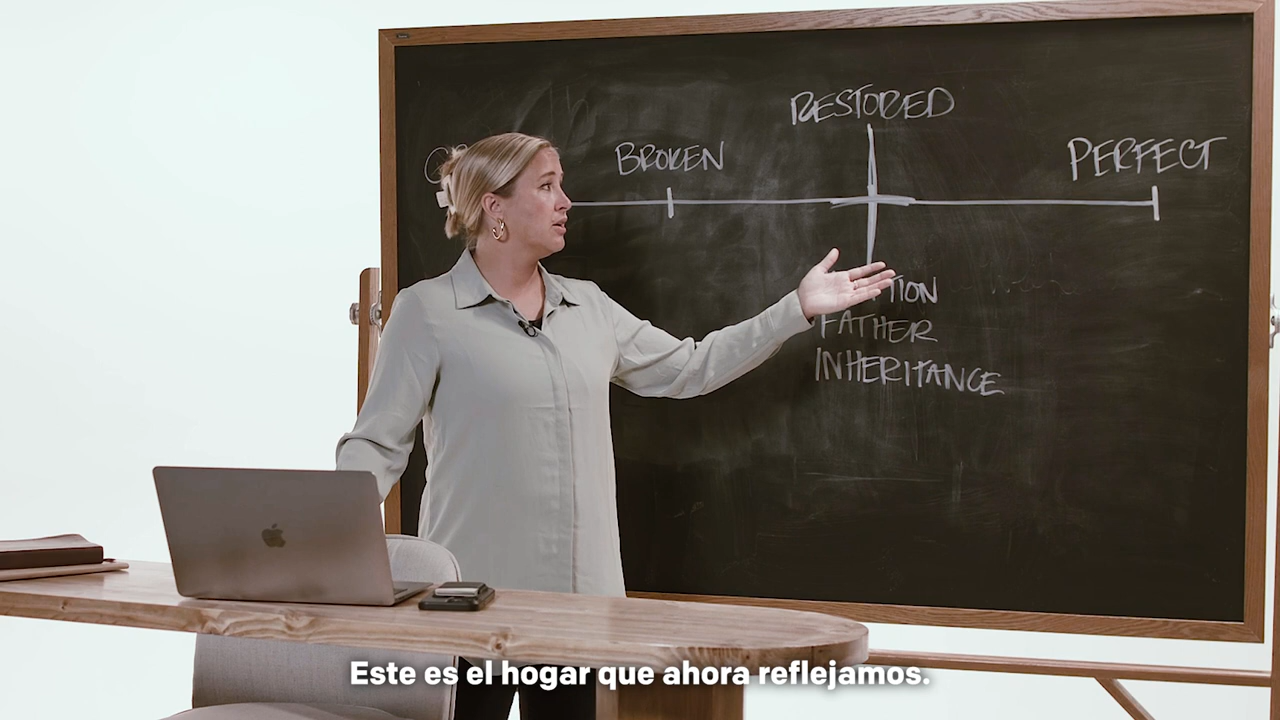 RESTORED
BROKEN
PERFECT
FATHER
INHERITANCE
Este es el hogar que ahora reflejamos.